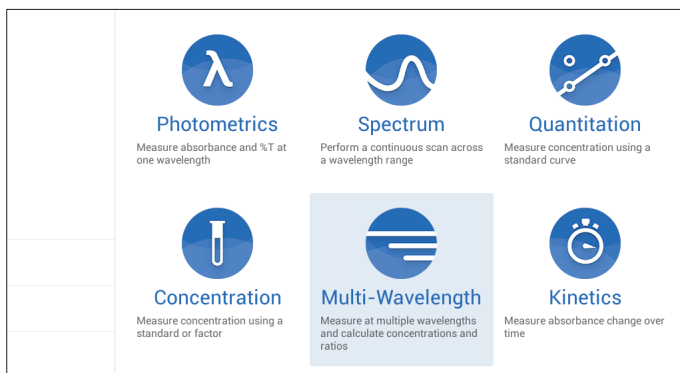 λ
Photometrics
Measure absorbance and %T at
one wavelength
Spectrum
Perform a continuous scan across
a wavelength range
Quantitation
Measure concentration using a
standard curve
Concentration
Measure concentration using a
standard or factor
Multi-Wavelength
Measure at multiple wavelengths
and calculate concentrations and
ratios
Kinetics
Measure absorbance change over
time